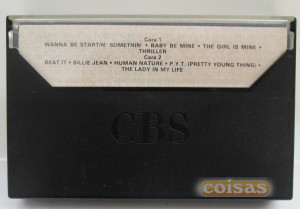 Cara 1
WANNA BE STARTIN' SOMETHIN' • BABY BE MINE • THE GIRL IS MINE •
THRILLER
Cara 2
BEAT IT • BILLIE JEAN • HUMAN NATURE • P.Y.T. (PRETTY YOUNG THING) •
THE LADY IN MY LIFE
CBS
coisas